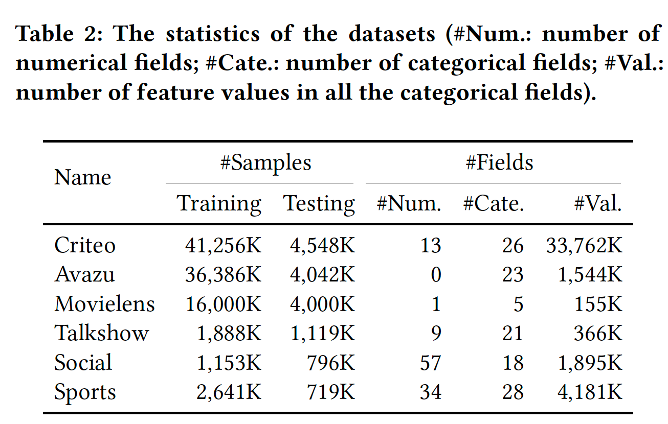 Table 2: The statistics of the datasets (#Num.: number of
numerical fields; #Cate.: number of categorical fields; #Val.:
number of feature values in all the categorical fields).
Name #Samples #Fields
Training Testing #Num. #Cate. #Val.
Criteo 41,256K 4,548K 13 26 33,762K
Avazu 36,386K 4,042K 0 23 1,544K
Movielens 16,000K 4,000K 1 5 155K
Talkshow 1,888K 1,119K 9 21 366K
Social 1,153K 796K 57 18 1,895K
Sports 2,641K 719K 34 28 4,181K